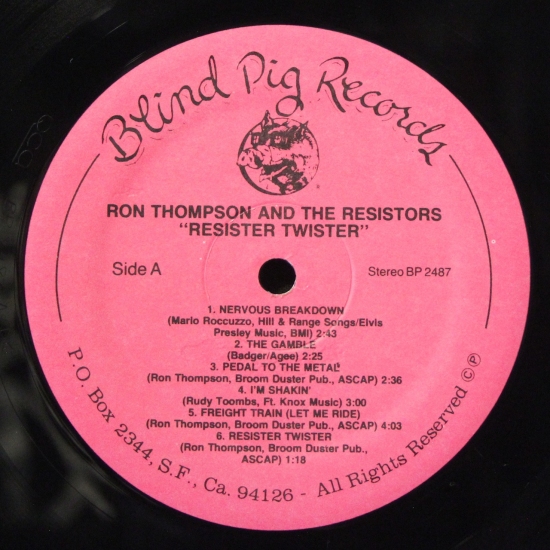 Blind Pig Records
RON THOMPSON AND THE RESISTORS
"RESISTER TWISTER"
Side A
Stereo BP 2487
1. NERVOUS BREAKDOWN
(Mario Roccuzzo, Hill & Range Songs/Elvis
Presley Music, BMI) 2:43
2. THE GAMBLE
(Badger/Agee) 2:25
3. PEDAL TO THE METAL
(Ron Thompson, Broom Duster Pub., ASCAP) 2:36
4. I'M SHAKIN'
(Rudy Toombs, Ft. Knox Music) 3:00
5. FREIGHT TRAIN (LET ME RIDE)
(Ron Thompson, Broom Duster Pub., ASCAP) 4:03
6. RESISTER TWISTER
(Ron Thompson, Broom Duster Pub.,
ASCAP) 1:18
P.O. Box 2344, S.F., Ca. 94126 - All Rights Reserved © ℗